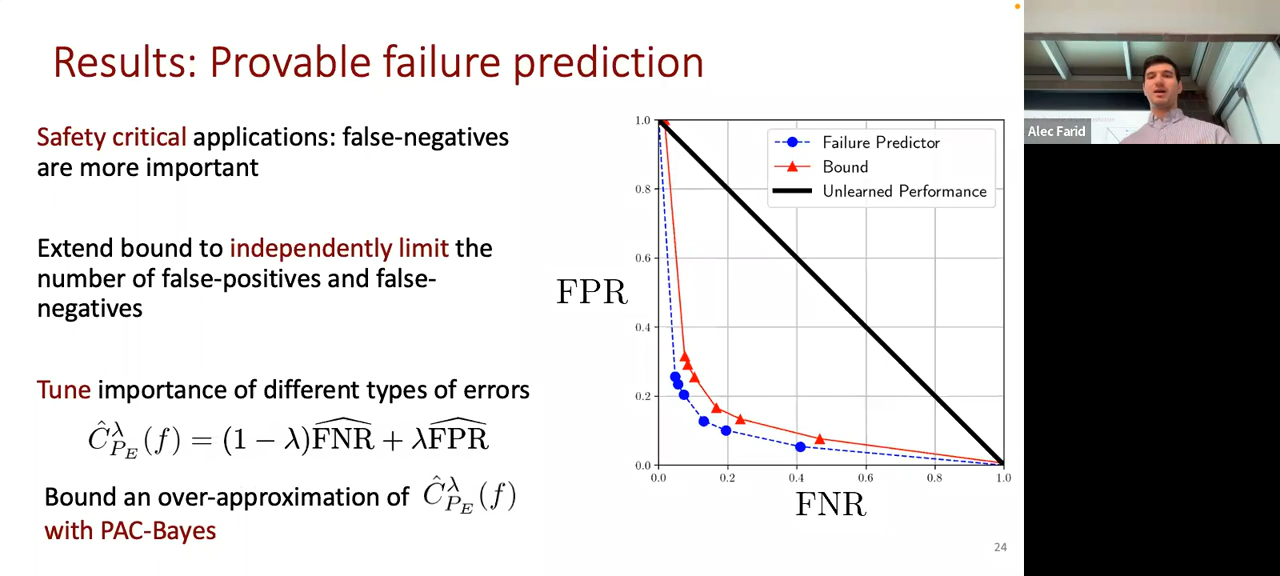 Results: Provable failure prediction
Safety critical applications: false-negatives
are more important
Extend bound to independently limit the
number of false-positives and false-
negatives
Tune importance of different types of errors
Ĉ^λ_{P_E}(f) = (1 − λ)\widehat{FNR} + λ\widehat{FPR}
Bound an over-approximation of Ĉ^λ_{P_E}(f)
with PAC-Bayes
FPR
1.0
0.8
0.6
0.4
0.2
0.0
Failure Predictor
Bound
Unlearned Performance
0.0 0.2 0.4 0.6 0.8 1.0
FNR
24
Alec Farid